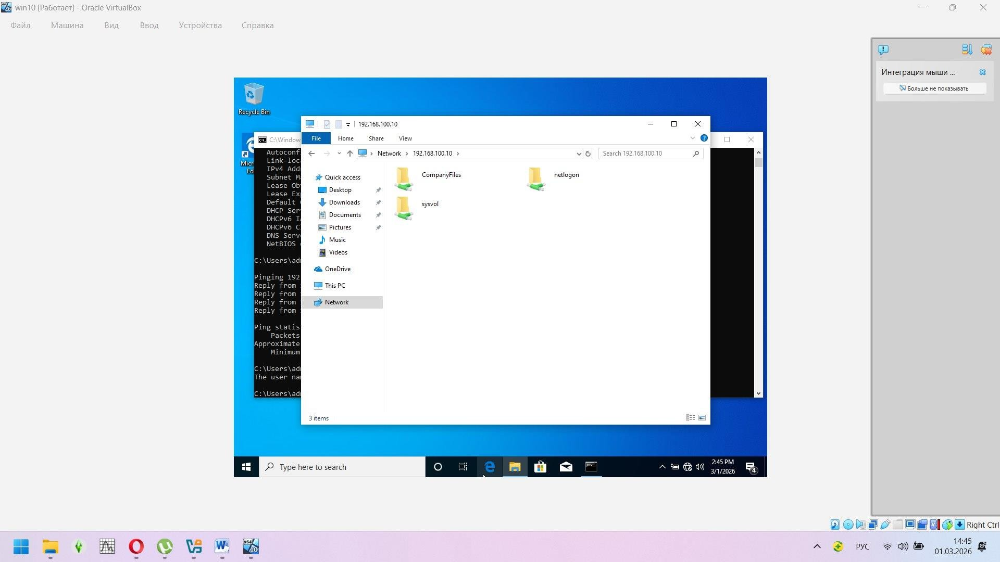 win10 [Работает] - Oracle VirtualBox
Файл Машина Вид Ввод Устройства Справка
Интеграция мыши ...
Больше не показывать
Recycle Bin
192.168.100.10
C:\Window
File Home Share View
Network 192.168.100.10
Search 192.168.100.10
Quick access
Desktop
Downloads
Documents
Pictures
Music
Videos
OneDrive
This PC
Network
CompanyFiles
netlogon
sysvol
3 items
Link-loc
IPv4 Add
Subnet M
Lease Ob
Lease Ex
Default
DHCP Ser
DHCPv6
DHCPv6 C
DNS Serv
NetBIOS
C:\Users\ad
Pinging 192
Reply from
Reply from
Reply from
Reply from
Ping statis
Packets
Approximate
Minimum
C:\Users\ad
The user na
C:\Users\ad
Type here to search
2:45 PM
3/1/2026
4
Right Ctrl
РУС
14:45
01.03.2026